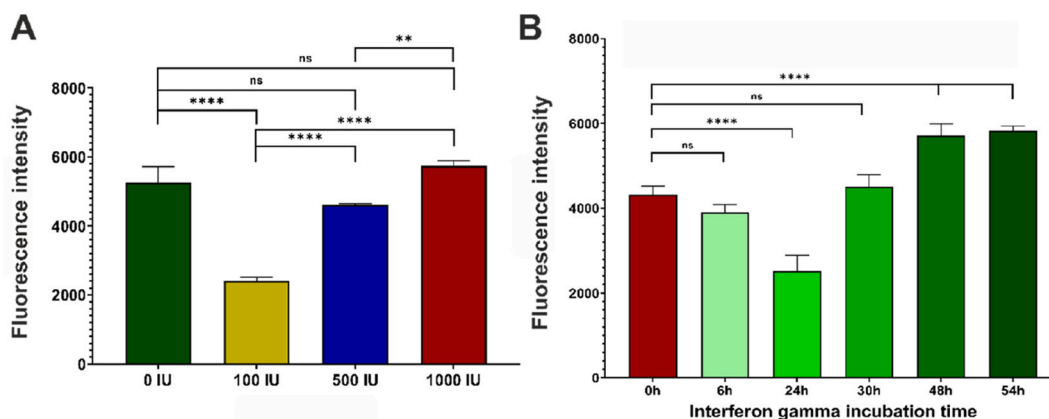 A
**
ns
ns
****
****
****
8000
6000
4000
2000
0
Fluorescence intensity
0 IU 100 IU 500 IU 1000 IU
B
8000
6000
4000
2000
0
Fluorescence intensity
****
ns
****
ns
0h 6h 24h 30h 48h 54h
Interferon gamma incubation time